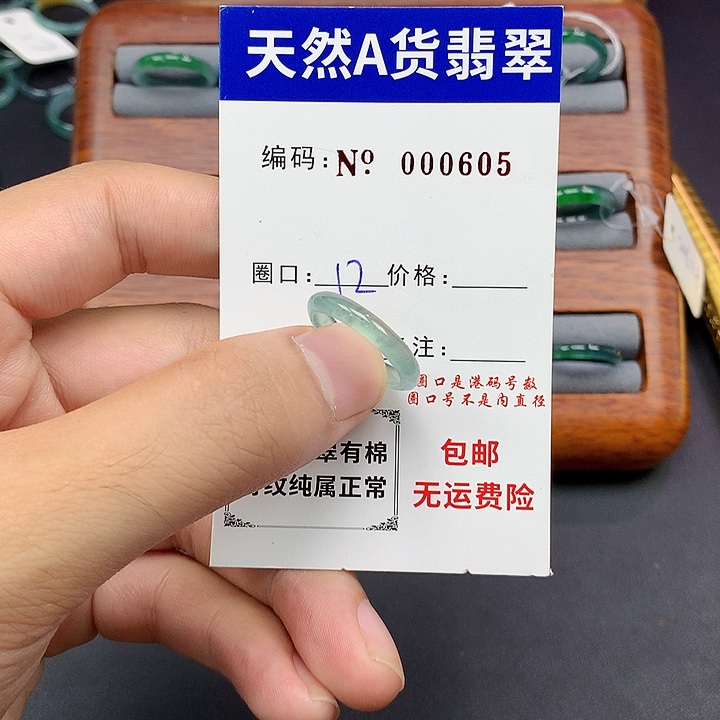 天然A货翡翠
编码: Nº 000605
圈口: 12 价格:
注:
圈口是港码号数
圈口号不是内直径
翠有棉
纹纯属正常
包邮
无运费险